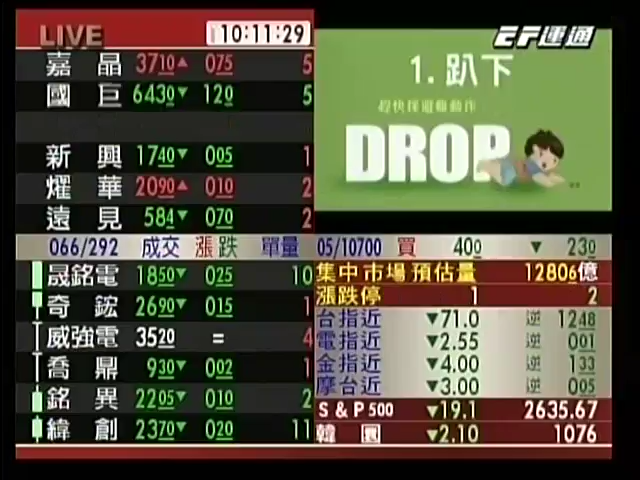 LIVE 10:11:29
嘉晶 3710▲ 075 5
國巨 6430▼ 120 5
新興 1740▼ 005 1
燿華 2090▲ 010 2
遠見 584▼ 070 2
066/292 成交 漲跌 單量
晟銘電 1850▼ 025 10
奇鋐 2690▼ 015 1
威強電 3520 = 4
喬鼎 930▼ 002 1
銘異 2205▼ 010 2
緯創 2370▼ 020 11
EF運通
1.趴下
趕快採避難動作
DROP
05/10700 買 400 ▼ 230
集中市場預估量 12806億
漲跌停 1 2
台指近 ▼71.0 逆 1248
電指近 ▼2.55 逆 001
金指近 ▼4.00 逆 133
摩台近 ▼3.00 逆 005
S&P500 ▼19.1 2635.67
韓圜 ▼2.10 1076